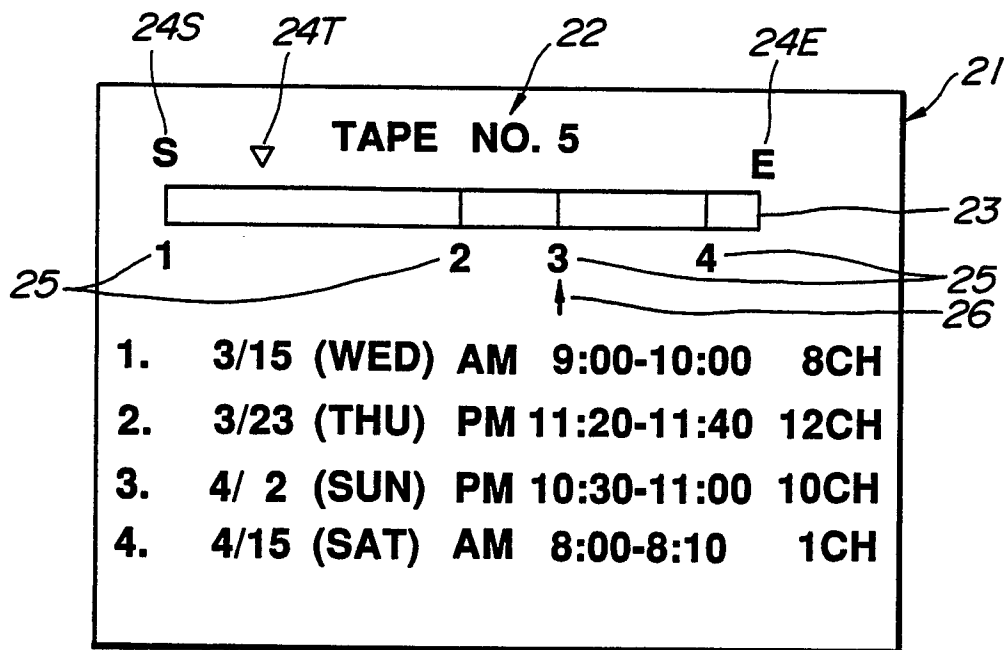 24S 24T 22 24E
21
TAPE NO. 5
S ▽ E
23
1 2 3 4
25 25
26
1. 3/15 (WED) AM 9:00-10:00 8CH
2. 3/23 (THU) PM 11:20-11:40 12CH
3. 4/ 2 (SUN) PM 10:30-11:00 10CH
4. 4/15 (SAT) AM 8:00-8:10 1CH